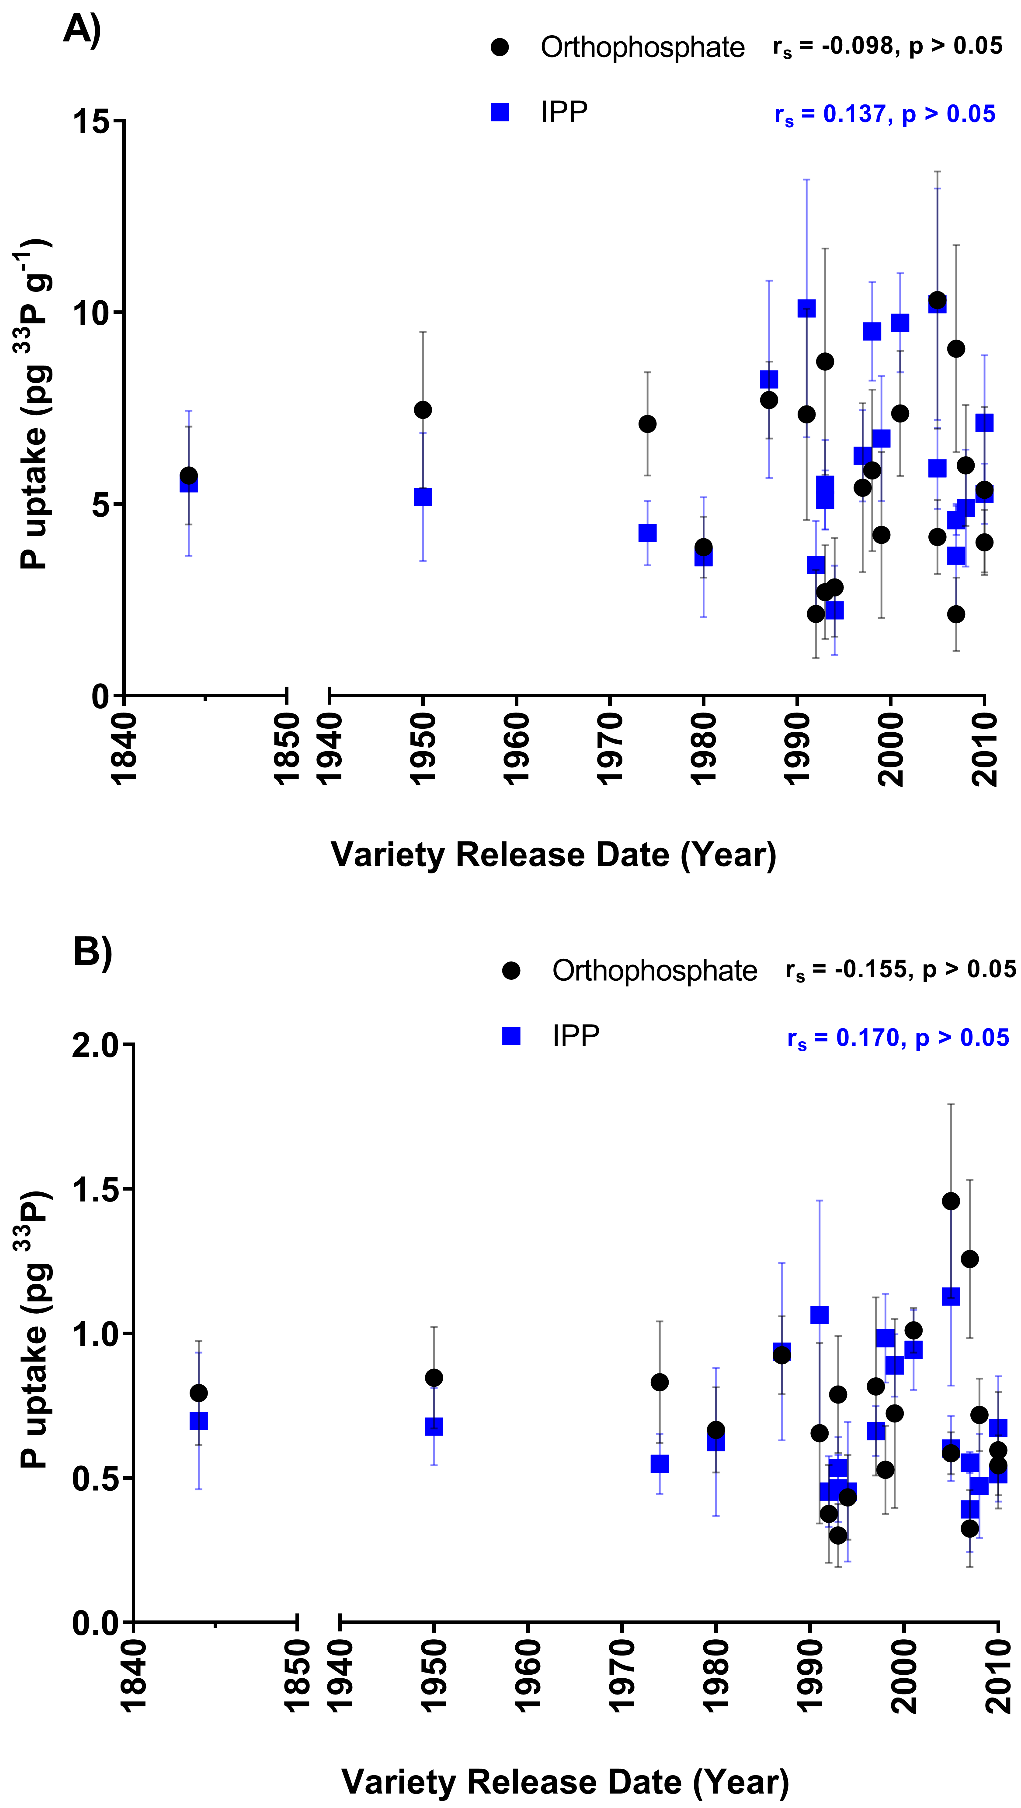 A)
Orthophosphate rₛ = -0.098, p > 0.05
IPP rₛ = 0.137, p > 0.05
P uptake (pg ³³P g⁻¹)
15
10
5
0
1840 1850 1940 1950 1960 1970 1980 1990 2000 2010
Variety Release Date (Year)
B)
Orthophosphate rₛ = -0.155, p > 0.05
IPP rₛ = 0.170, p > 0.05
P uptake (pg ³³P)
2.0
1.5
1.0
0.5
0.0
1840 1850 1940 1950 1960 1970 1980 1990 2000 2010
Variety Release Date (Year)